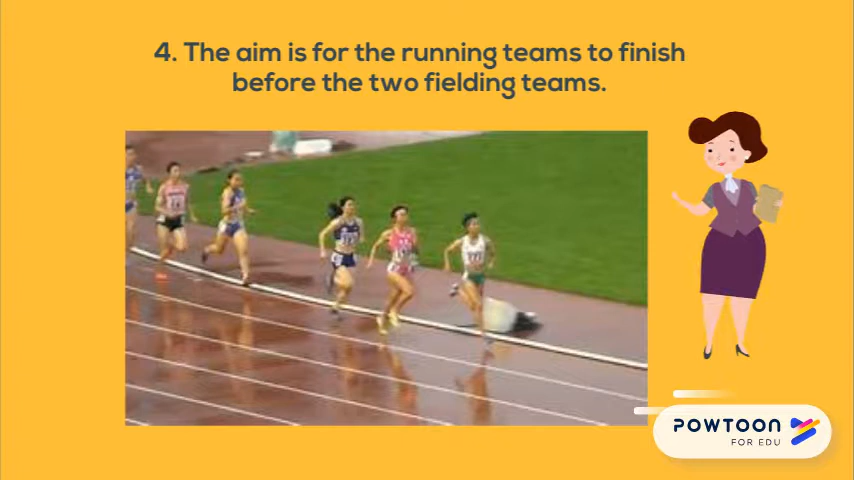 4. The aim is for the running teams to finish
before the two fielding teams.
POWTOON
FOR EDU